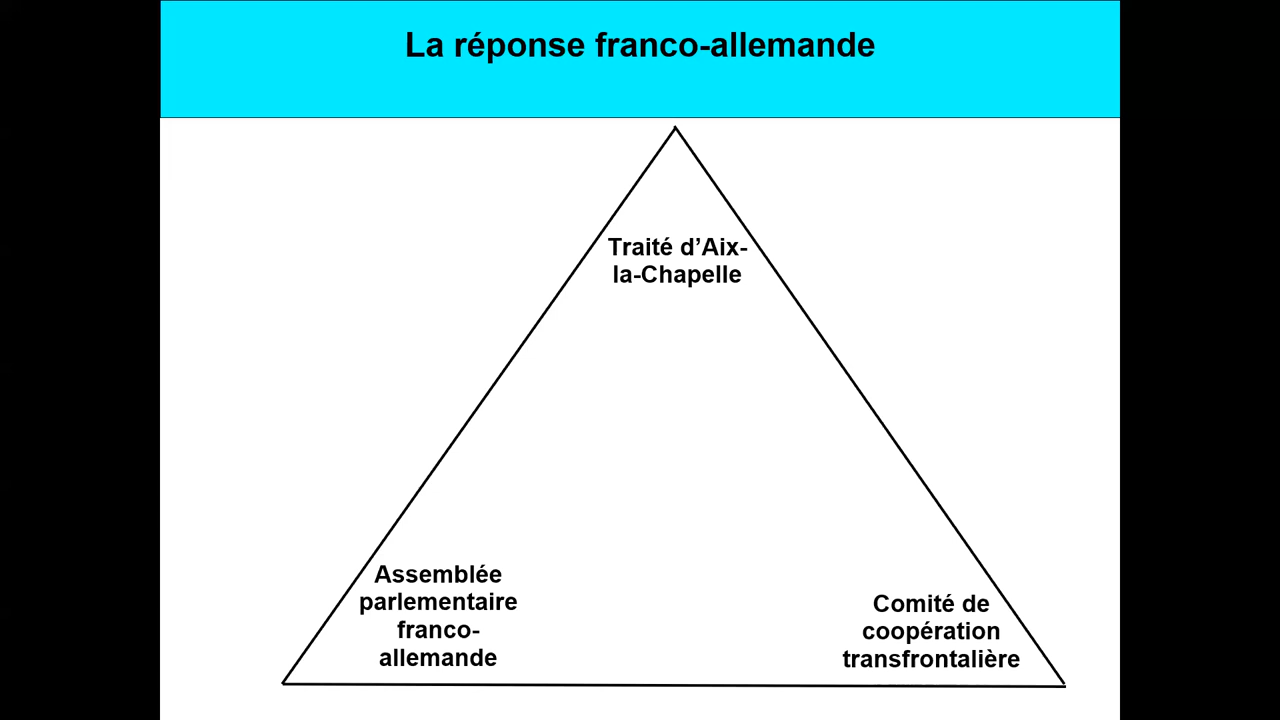 La réponse franco-allemande
Traité d’Aix-
la-Chapelle
Assemblée
parlementaire
franco-
allemande
Comité de
coopération
transfrontalière